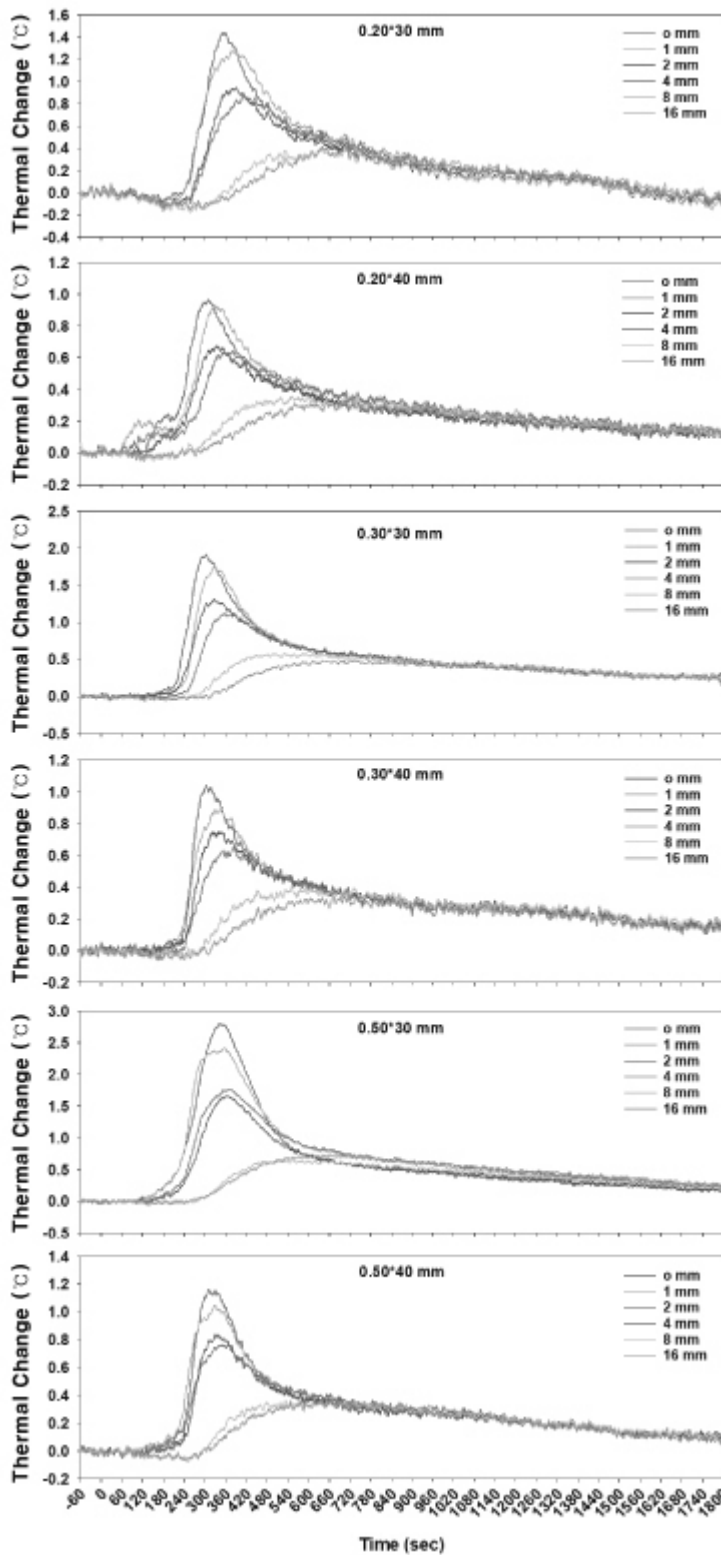 Thermal Change (℃)
0.20*30 mm
o mm
1 mm
2 mm
4 mm
8 mm
16 mm
1.6
1.4
1.2
1.0
0.8
0.6
0.4
0.2
0.0
-0.2
-0.4
Thermal Change (℃)
0.20*40 mm
o mm
1 mm
2 mm
4 mm
8 mm
16 mm
1.2
1.0
0.8
0.6
0.4
0.2
0.0
-0.2
Thermal Change (℃)
0.30*30 mm
o mm
1 mm
2 mm
4 mm
8 mm
16 mm
2.5
2.0
1.5
1.0
0.5
0.0
-0.5
Thermal Change (℃)
0.30*40 mm
o mm
1 mm
2 mm
4 mm
8 mm
16 mm
1.2
1.0
0.8
0.6
0.4
0.2
0.0
-0.2
Thermal Change (℃)
0.50*30 mm
o mm
1 mm
2 mm
4 mm
8 mm
16 mm
3.0
2.5
2.0
1.5
1.0
0.5
0.0
-0.5
Thermal Change (℃)
0.50*40 mm
o mm
1 mm
2 mm
4 mm
8 mm
16 mm
1.4
1.2
1.0
0.8
0.6
0.4
0.2
0.0
-0.2
-60 0 60 120 180 240 300 360 420 480 540 600 660 720 780 840 900 960 1020 1080 1140 1200 1260 1320 1380 1440 1500 1560 1620 1680 1740 1800
Time (sec)